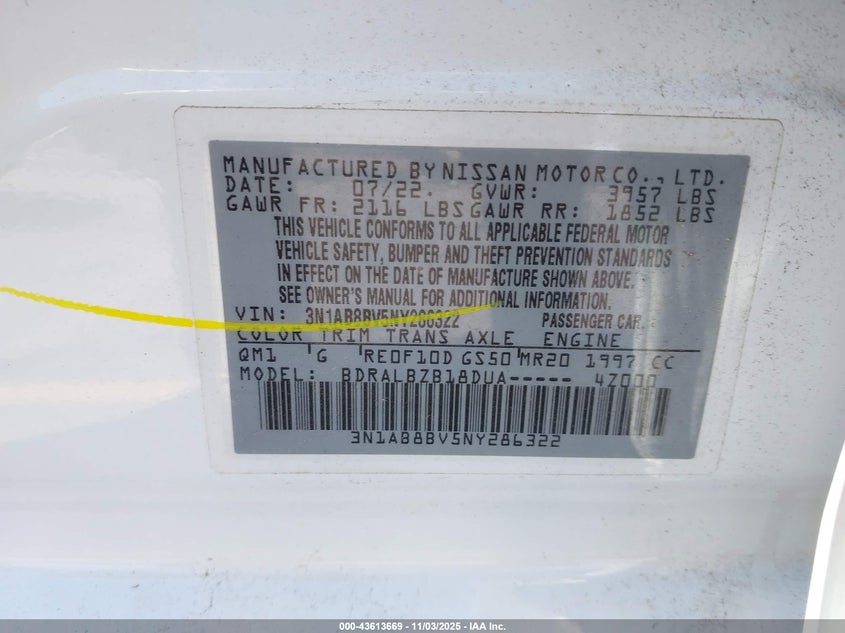 MANUFACTURED BY NISSAN MOTOR CO., LTD.
DATE: 07/22. GVWR: 3957 LBS
GAWR FR: 2116 LBS GAWR RR: 1852 LBS
THIS VEHICLE CONFORMS TO ALL APPLICABLE FEDERAL MOTOR
VEHICLE SAFETY, BUMPER AND THEFT PREVENTION STANDARDS
IN EFFECT ON THE DATE OF MANUFACTURE SHOWN ABOVE.
SEE OWNER'S MANUAL FOR ADDITIONAL INFORMATION.
VIN: 3N1AB8BV5NY286322 PASSENGER CAR.
COLOR TRIM TRANS AXLE ENGINE
QM1 G RE0F10D GS50 MR20 1997 CC
MODEL: BDRALBZB18DUA----- 4Z000
3N1AB8BV5NY286322
000-43613669 - 11/03/2025 - IAA Inc.